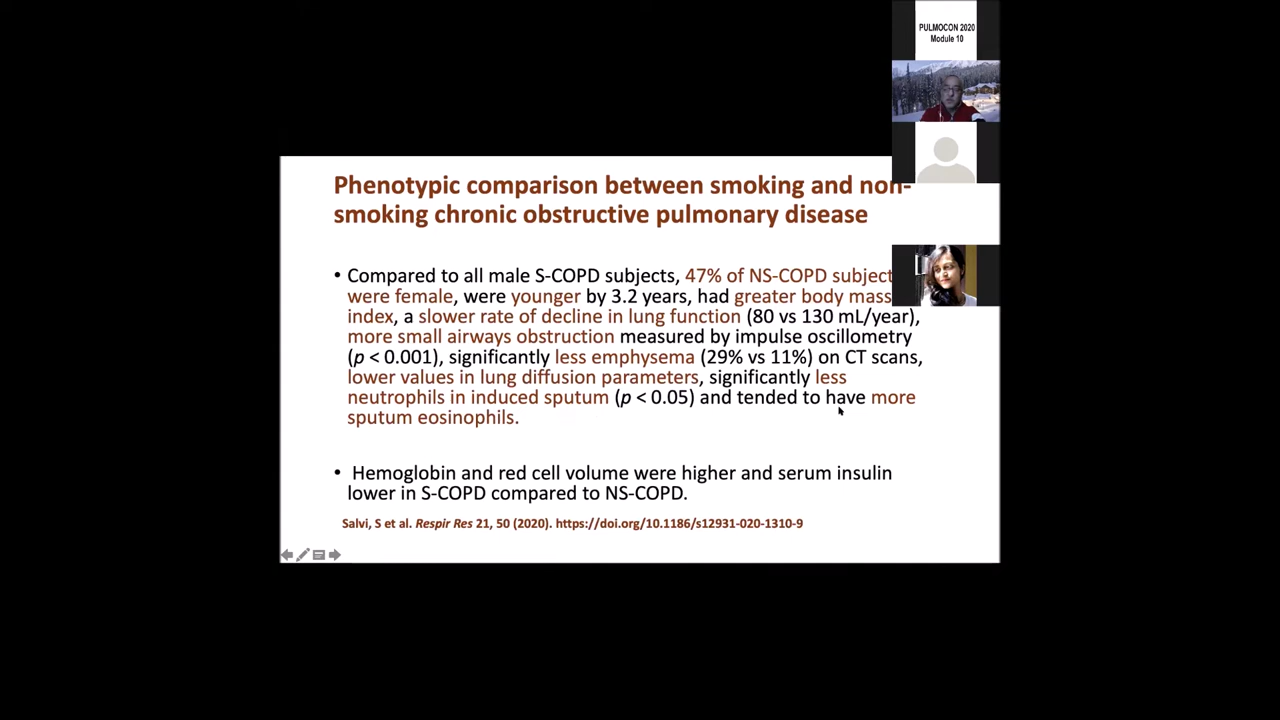 PULMOCON 2020
Module 10
Phenotypic comparison between smoking and non-
smoking chronic obstructive pulmonary disease
• Compared to all male S-COPD subjects, 47% of NS-COPD subject
were female, were younger by 3.2 years, had greater body mass
index, a slower rate of decline in lung function (80 vs 130 mL/year),
more small airways obstruction measured by impulse oscillometry
(p < 0.001), significantly less emphysema (29% vs 11%) on CT scans,
lower values in lung diffusion parameters, significantly less
neutrophils in induced sputum (p < 0.05) and tended to have more
sputum eosinophils.
• Hemoglobin and red cell volume were higher and serum insulin
lower in S-COPD compared to NS-COPD.
Salvi, S et al. Respir Res 21, 50 (2020). https://doi.org/10.1186/s12931-020-1310-9